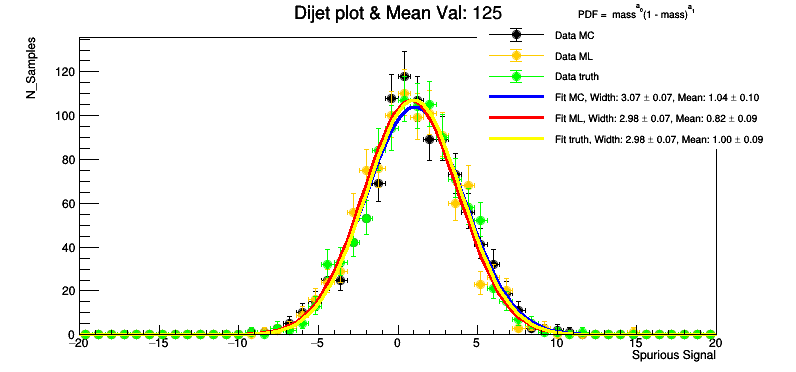 Dijet plot & Mean Val: 125
PDF = mass^a0 (1 - mass)^a1
Data MC
Data ML
Data truth
Fit MC, Width: 3.07 ± 0.07, Mean: 1.04 ± 0.10
Fit ML, Width: 2.98 ± 0.07, Mean: 0.82 ± 0.09
Fit truth, Width: 2.98 ± 0.07, Mean: 1.00 ± 0.09
N_Samples
120
100
80
60
40
20
0
−20 −15 −10 −5 0 5 10 15 20
Spurious Signal